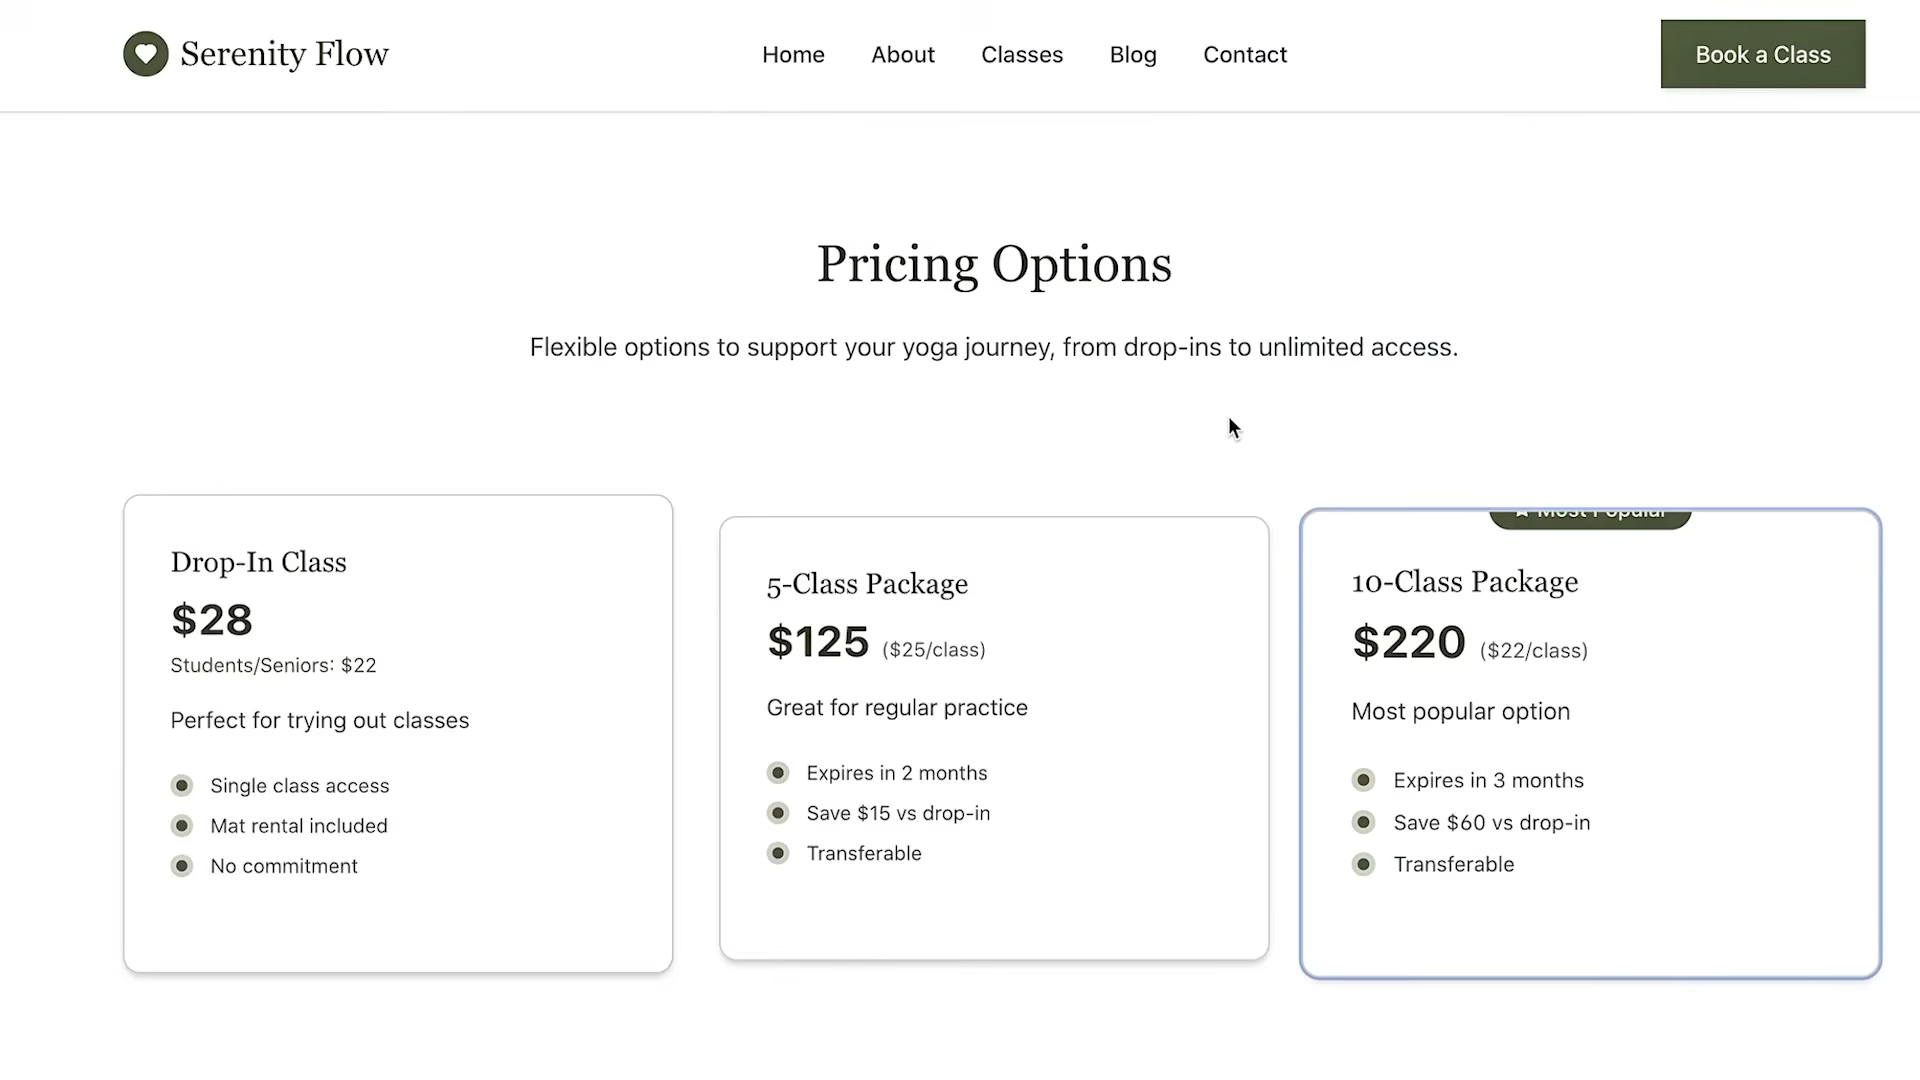 Serenity Flow
Home
About
Classes
Blog
Contact
Book a Class
Pricing Options
Flexible options to support your yoga journey, from drop-ins to unlimited access.
Drop-In Class
$28
Students/Seniors: $22
Perfect for trying out classes
Single class access
Mat rental included
No commitment
5-Class Package
$125 ($25/class)
Great for regular practice
Expires in 2 months
Save $15 vs drop-in
Transferable
Most Popular
10-Class Package
$220 ($22/class)
Most popular option
Expires in 3 months
Save $60 vs drop-in
Transferable